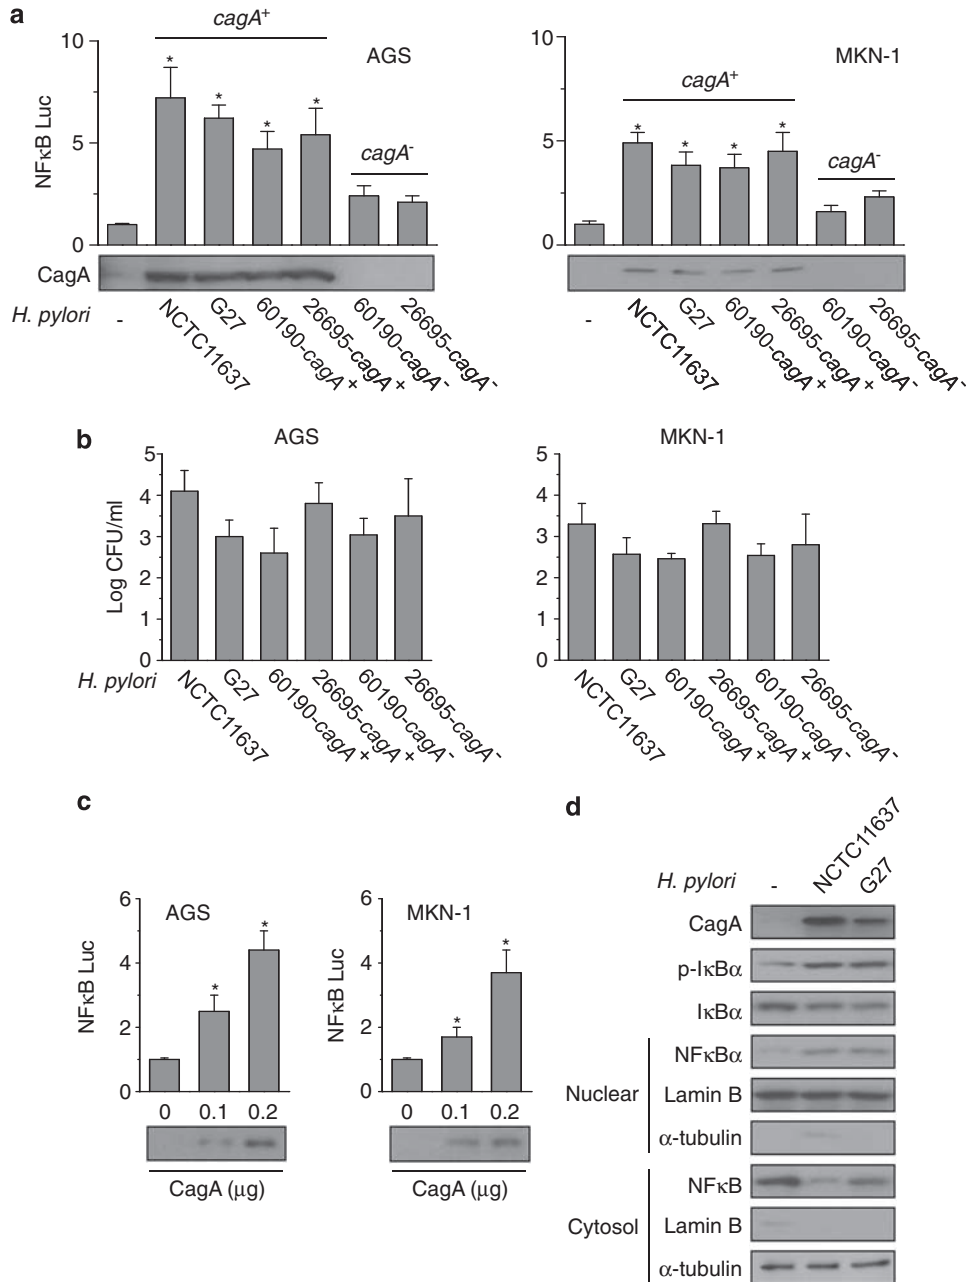 a
cagA+
AGS
cagA-
NFκB Luc
10
5
0
* * * *
CagA
H. pylori
-
NCTC11637
G27
60190-cagA+
26695-cagA+
60190-cagA-
26695-cagA-
MKN-1
cagA+
cagA-
10
5
0
* * * *
-
NCTC11637
G27
60190-cagA+
26695-cagA+
60190-cagA-
26695-cagA-
b
AGS
Log CFU/ml
5
4
3
2
1
0
H. pylori
NCTC11637
G27
60190-cagA+
26695-cagA+
60190-cagA-
26695-cagA-
MKN-1
5
4
3
2
1
0
NCTC11637
G27
60190-cagA+
26695-cagA+
60190-cagA-
26695-cagA-
c
AGS
NFκB Luc
6
4
2
0
* *
0 0.1 0.2
CagA (μg)
MKN-1
NFκB Luc
6
4
2
0
* *
0 0.1 0.2
CagA (μg)
d
H. pylori - NCTC11637 G27
CagA
p-IκBα
IκBα
Nuclear
NFκBα
Lamin B
α-tubulin
Cytosol
NFκB
Lamin B
α-tubulin